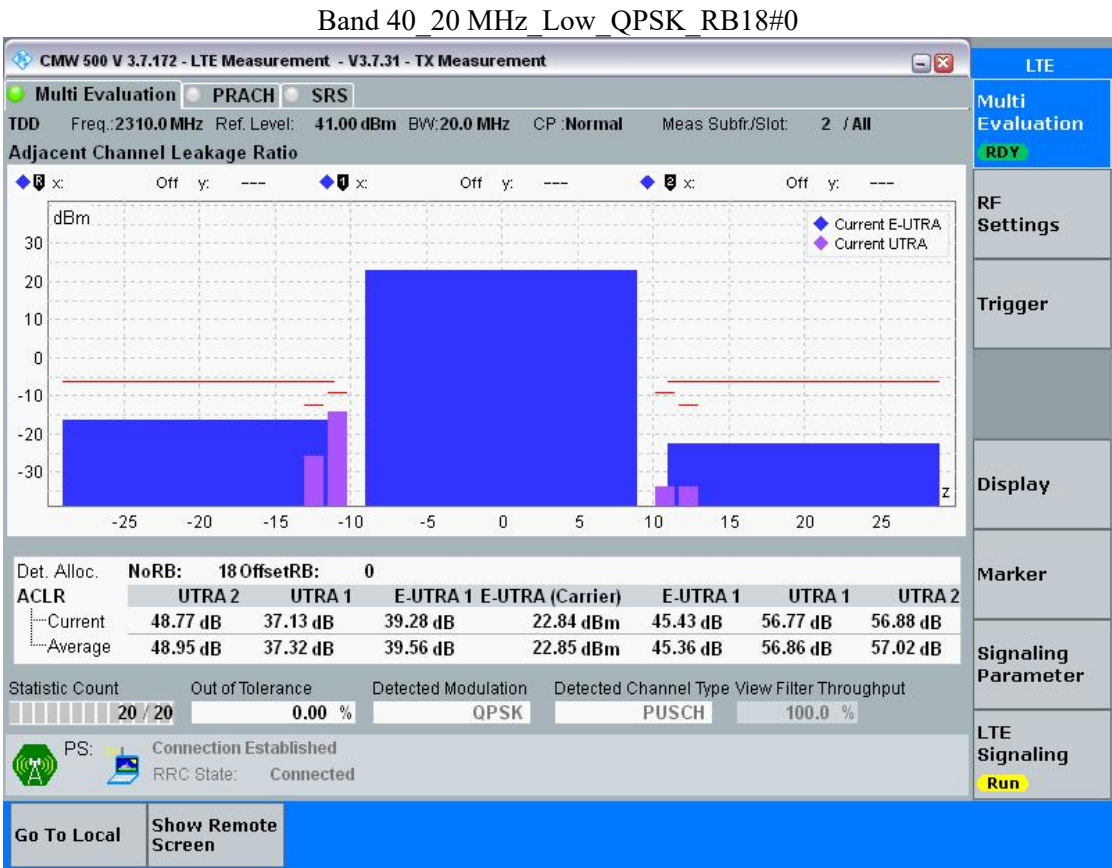 Band 40_20 MHz_Low_QPSK_RB18#0
CMW 500 V 3.7.172 - LTE Measurement - V3.7.31 - TX Measurement
LTE
Multi Evaluation PRACH SRS
TDD Freq.:2310.0 MHz Ref. Level: 41.00 dBm BW:20.0 MHz CP :Normal Meas Subfr./Slot: 2 / All
Adjacent Channel Leakage Ratio
R x: Off y: --- 1 x: Off y: --- 2 x: Off y: ---
dBm
Current E-UTRA
Current UTRA
30
20
10
0
-10
-20
-30
z
-25 -20 -15 -10 -5 0 5 10 15 20 25
Det. Alloc. NoRB: 18 OffsetRB: 0
ACLR UTRA 2 UTRA 1 E-UTRA 1 E-UTRA (Carrier) E-UTRA 1 UTRA 1 UTRA 2
Current 48.77 dB 37.13 dB 39.28 dB 22.84 dBm 45.43 dB 56.77 dB 56.88 dB
Average 48.95 dB 37.32 dB 39.56 dB 22.85 dBm 45.36 dB 56.86 dB 57.02 dB
Statistic Count Out of Tolerance Detected Modulation Detected Channel Type View Filter Throughput
20 / 20 0.00 % QPSK PUSCH 100.0 %
PS: Connection Established
RRC State: Connected
Multi
Evaluation
RDY
RF
Settings
Trigger
Display
Marker
Signaling
Parameter
LTE
Signaling
Run
Go To Local
Show Remote
Screen